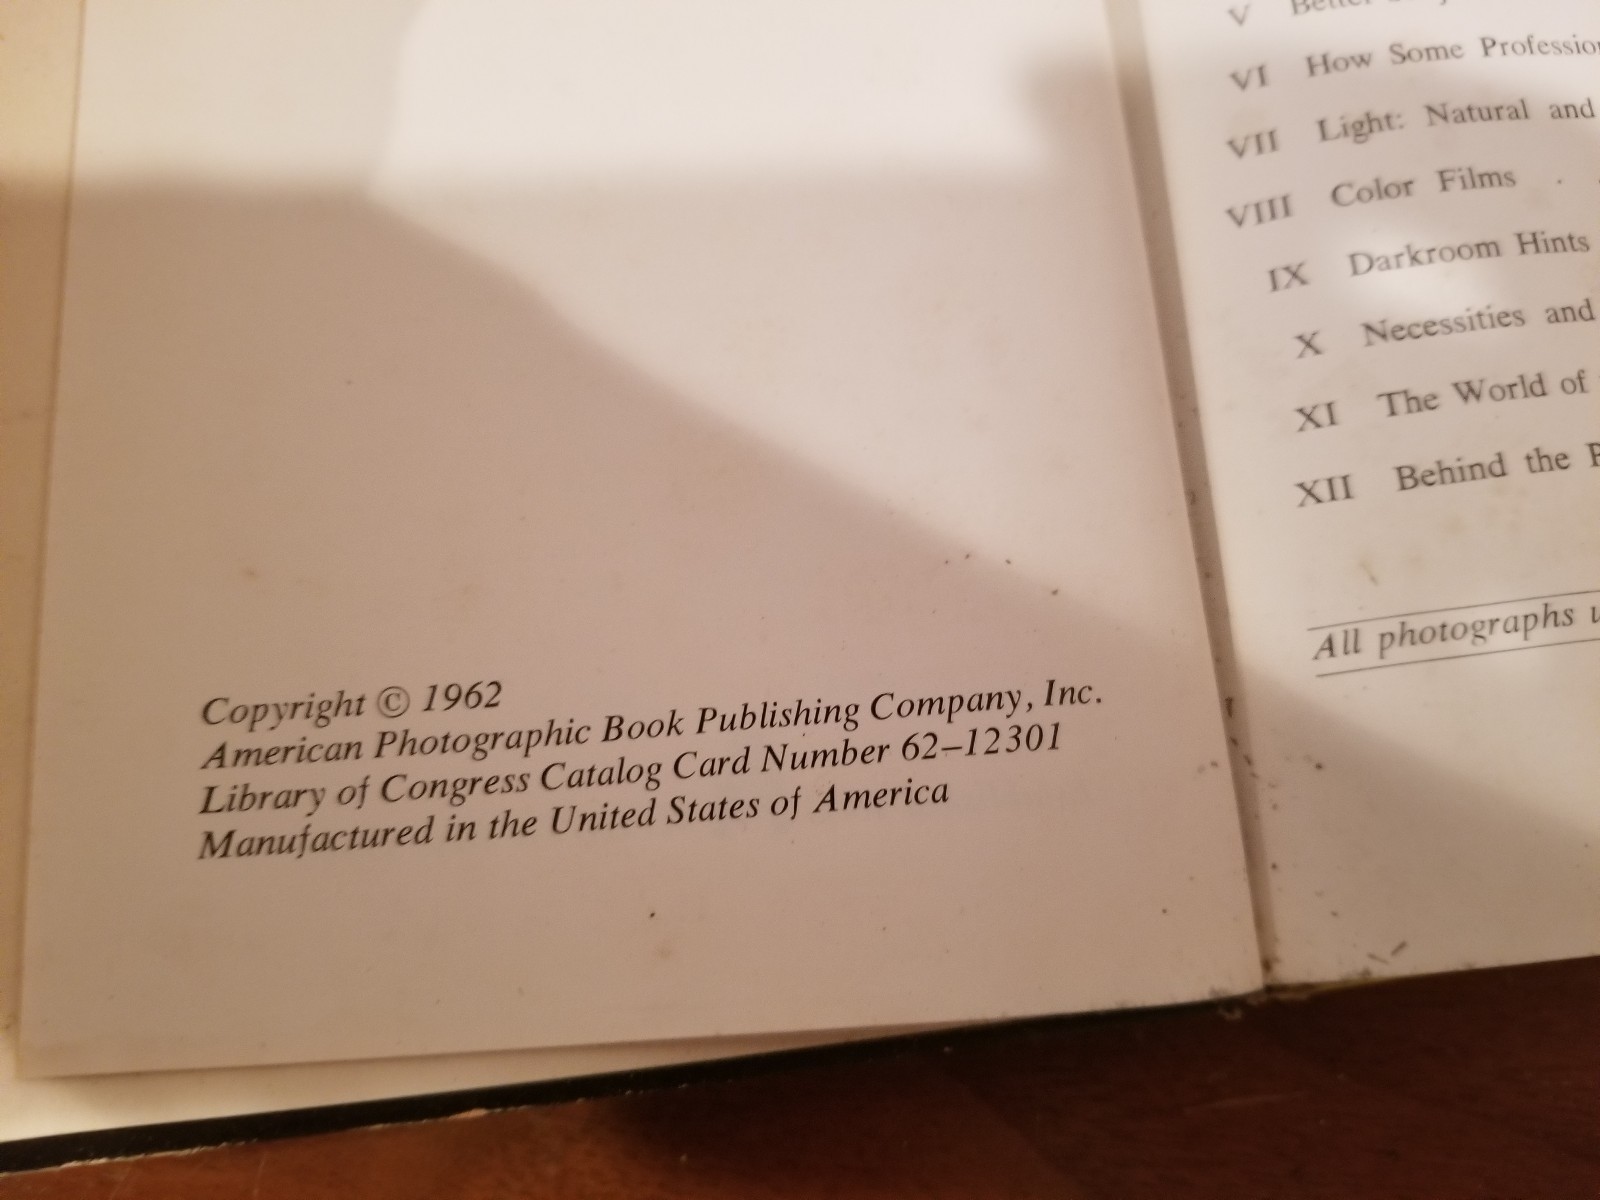 Copyright © 1962
American Photographic Book Publishing Company, Inc.
Library of Congress Catalog Card Number 62–12301
Manufactured in the United States of America
V
VI How Some
VII Light: Natural and
VIII Color Films .
IX Darkroom Hints
X Necessities and
XI The World of
XII Behind the
All photographs